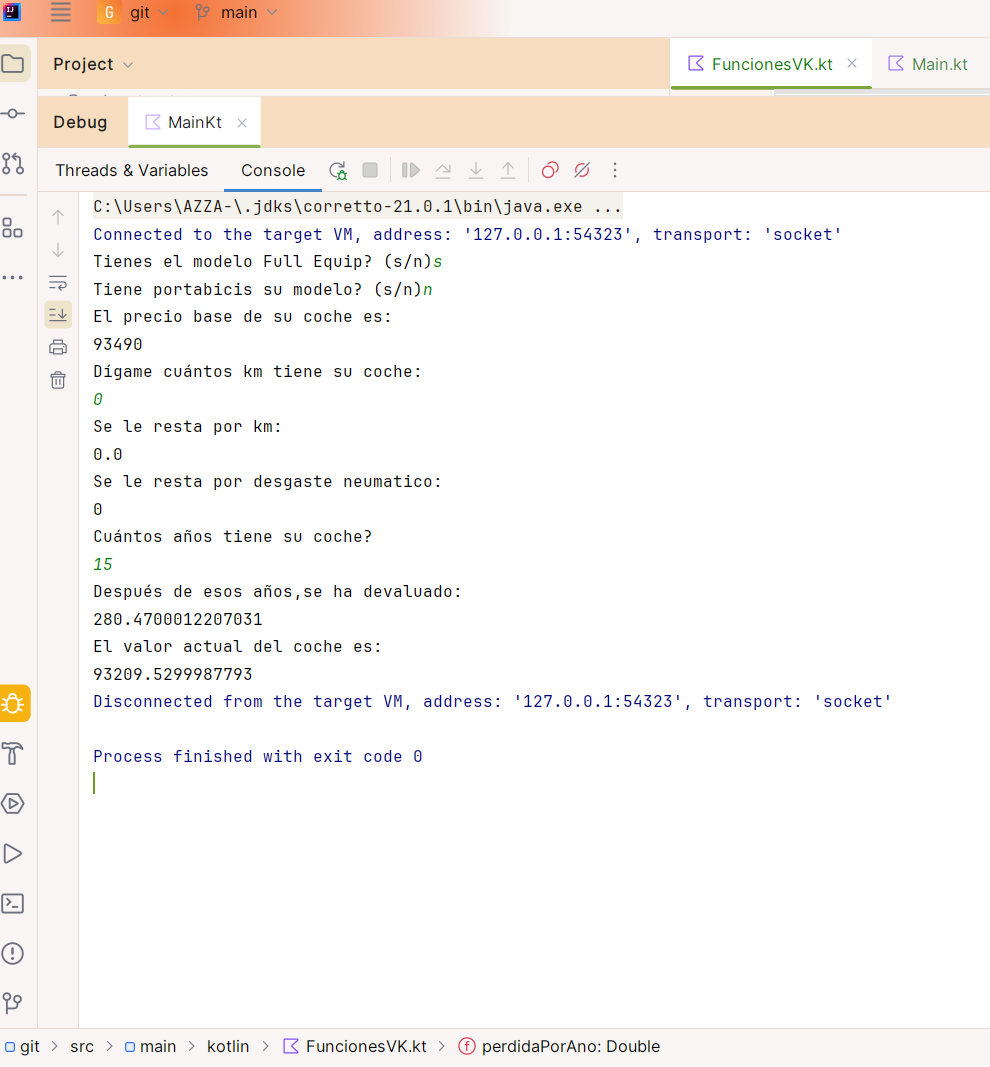 G git main
Project FuncionesVK.kt Main.kt
Debug MainKt
Threads & Variables Console
C:\Users\AZZA-\.jdks\corretto-21.0.1\bin\java.exe ...
Connected to the target VM, address: '127.0.0.1:54323', transport: 'socket'
Tienes el modelo Full Equip? (s/n)s
Tiene portabicis su modelo? (s/n)n
El precio base de su coche es:
93490
Dígame cuántos km tiene su coche:
0
Se le resta por km:
0.0
Se le resta por desgaste neumatico:
0
Cuántos años tiene su coche?
15
Después de esos años,se ha devaluado:
280.4700012207031
El valor actual del coche es:
93209.5299987793
Disconnected from the target VM, address: '127.0.0.1:54323', transport: 'socket'
Process finished with exit code 0
git > src > main > kotlin > FuncionesVK.kt > f perdidaPorAno: Double